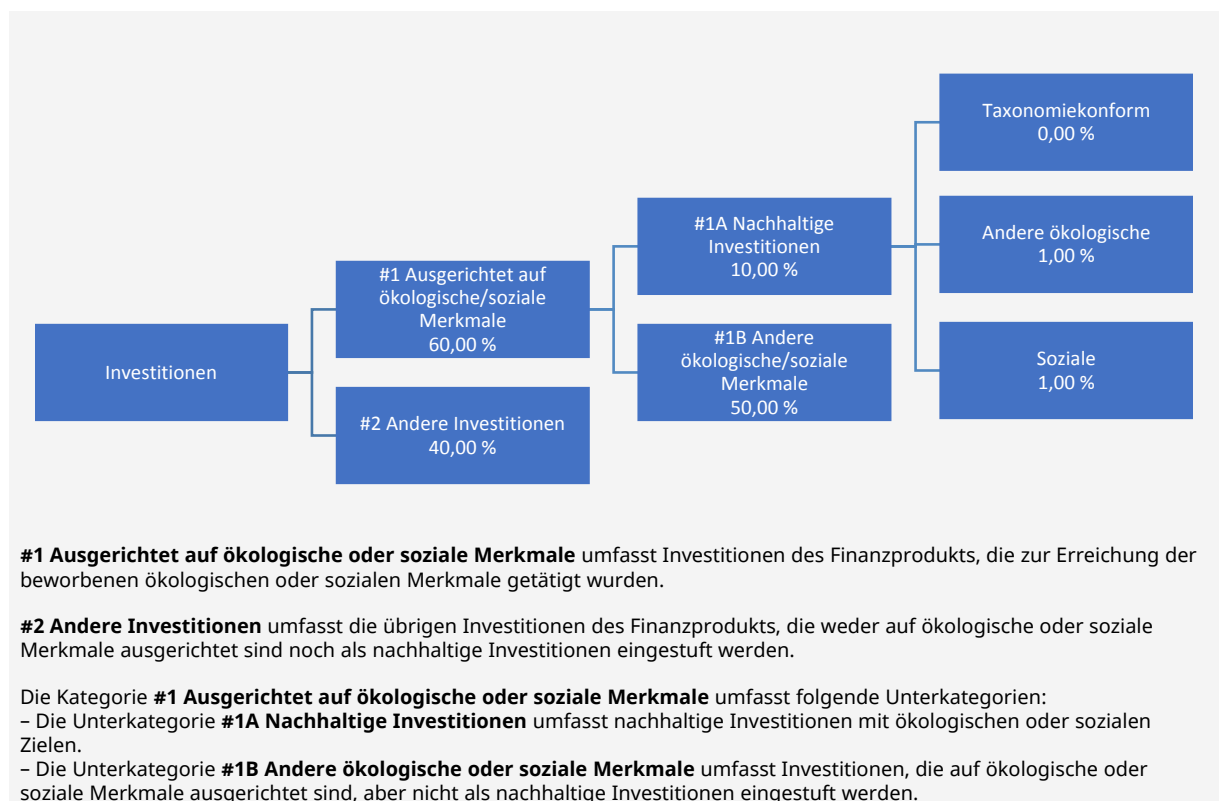 Investitionen
#1 Ausgerichtet auf
ökologische/soziale
Merkmale
60,00 %
#2 Andere Investitionen
40,00 %
#1A Nachhaltige
Investitionen
10,00 %
#1B Andere
ökologische/soziale
Merkmale
50,00 %
Taxonomiekonform
0,00 %
Andere ökologische
1,00 %
Soziale
1,00 %
#1 Ausgerichtet auf ökologische oder soziale Merkmale umfasst Investitionen des Finanzprodukts, die zur Erreichung der
beworbenen ökologischen oder sozialen Merkmale getätigt wurden.
#2 Andere Investitionen umfasst die übrigen Investitionen des Finanzprodukts, die weder auf ökologische oder soziale
Merkmale ausgerichtet sind noch als nachhaltige Investitionen eingestuft werden.
Die Kategorie #1 Ausgerichtet auf ökologische oder soziale Merkmale umfasst folgende Unterkategorien:
– Die Unterkategorie #1A Nachhaltige Investitionen umfasst nachhaltige Investitionen mit ökologischen oder sozialen
Zielen.
– Die Unterkategorie #1B Andere ökologische oder soziale Merkmale umfasst Investitionen, die auf ökologische oder
soziale Merkmale ausgerichtet sind, aber nicht als nachhaltige Investitionen eingestuft werden.